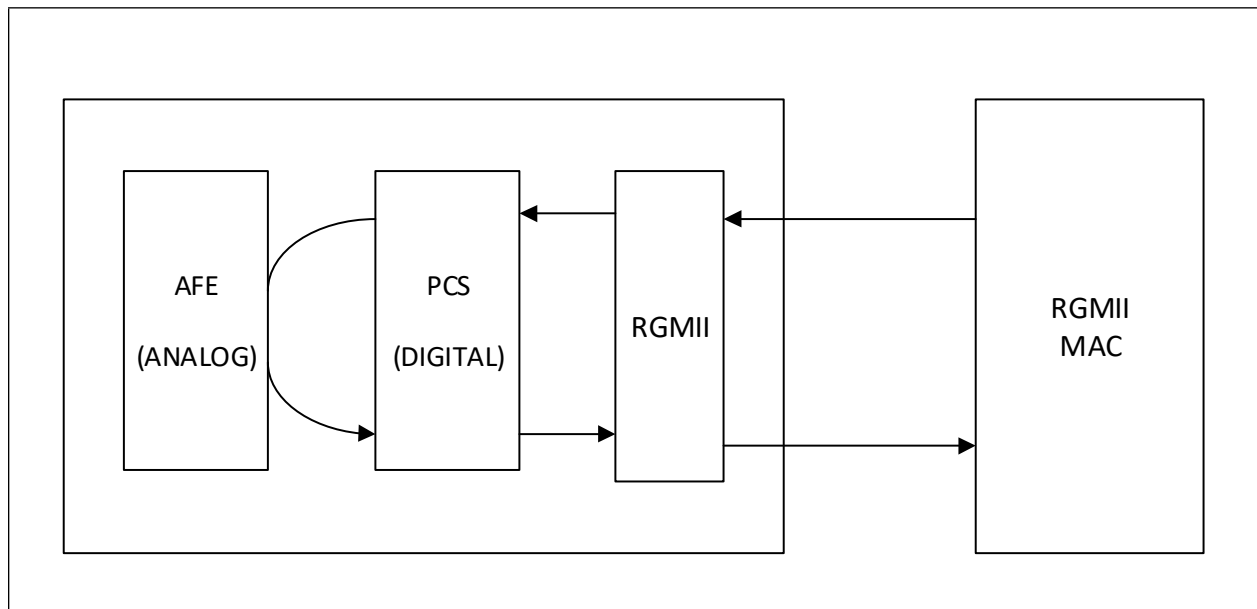 AFE
(ANALOG)
PCS
(DIGITAL)
RGMII
RGMII
MAC